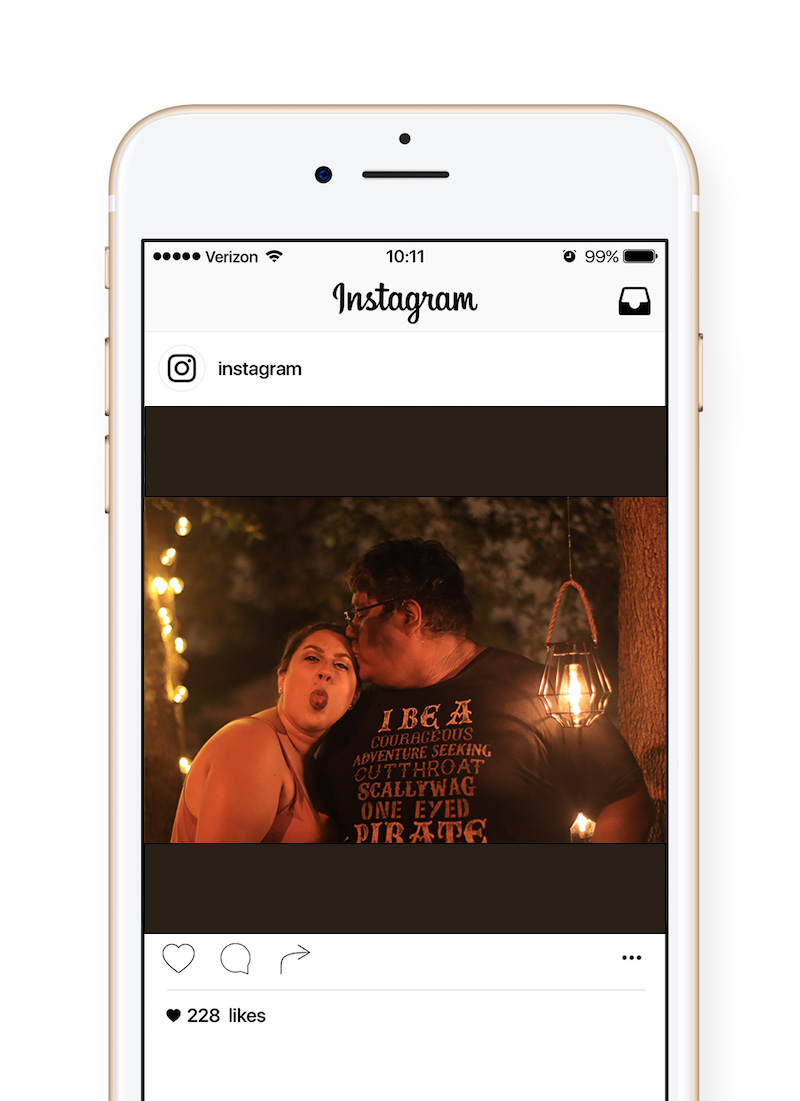 Verizon 10:11 99%
Instagram
instagram
I BE A
COURAGEOUS
ADVENTURE SEEKING
CUTTHROAT
SCALLYWAG
ONE EYED
PIRATE
228 likes